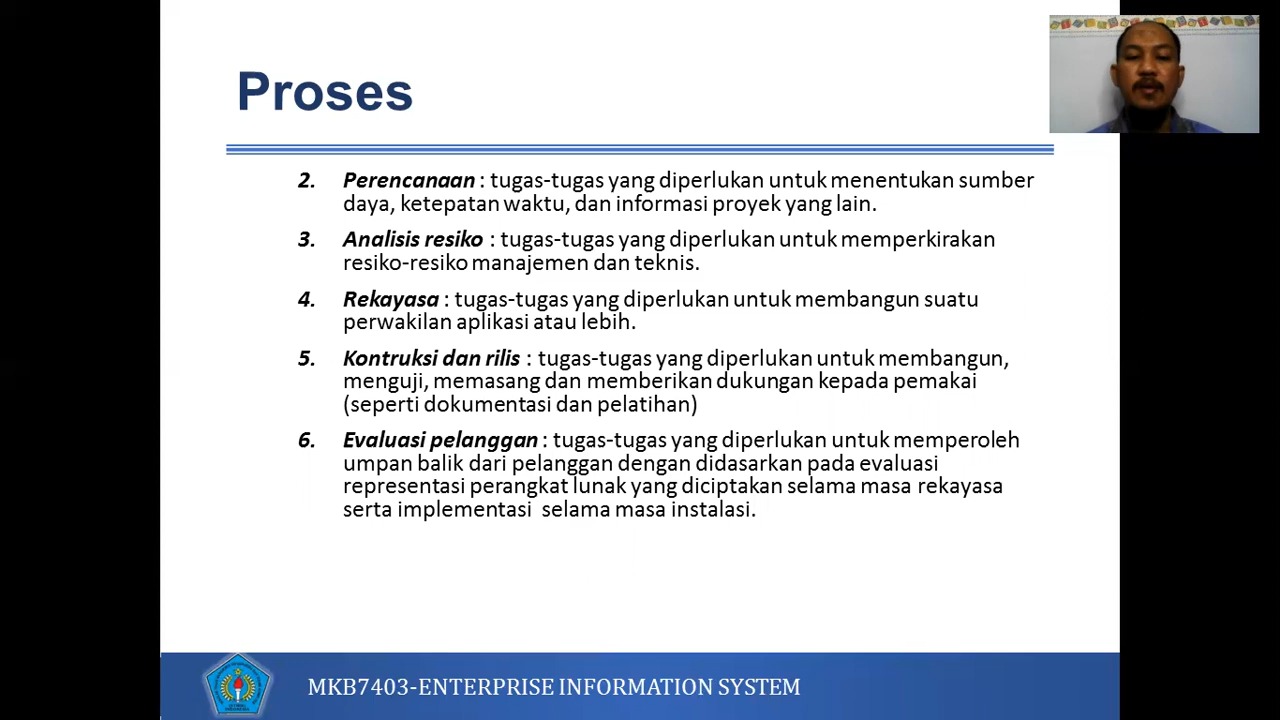 Proses
2. Perencanaan : tugas-tugas yang diperlukan untuk menentukan sumber
daya, ketepatan waktu, dan informasi proyek yang lain.
3. Analisis resiko : tugas-tugas yang diperlukan untuk memperkirakan
resiko-resiko manajemen dan teknis.
4. Rekayasa : tugas-tugas yang diperlukan untuk membangun suatu
perwakilan aplikasi atau lebih.
5. Kontruksi dan rilis : tugas-tugas yang diperlukan untuk membangun,
menguji, memasang dan memberikan dukungan kepada pemakai
(seperti dokumentasi dan pelatihan)
6. Evaluasi pelanggan : tugas-tugas yang diperlukan untuk memperoleh
umpan balik dari pelanggan dengan didasarkan pada evaluasi
representasi perangkat lunak yang diciptakan selama masa rekayasa
serta implementasi selama masa instalasi.
MKB7403-ENTERPRISE INFORMATION SYSTEM